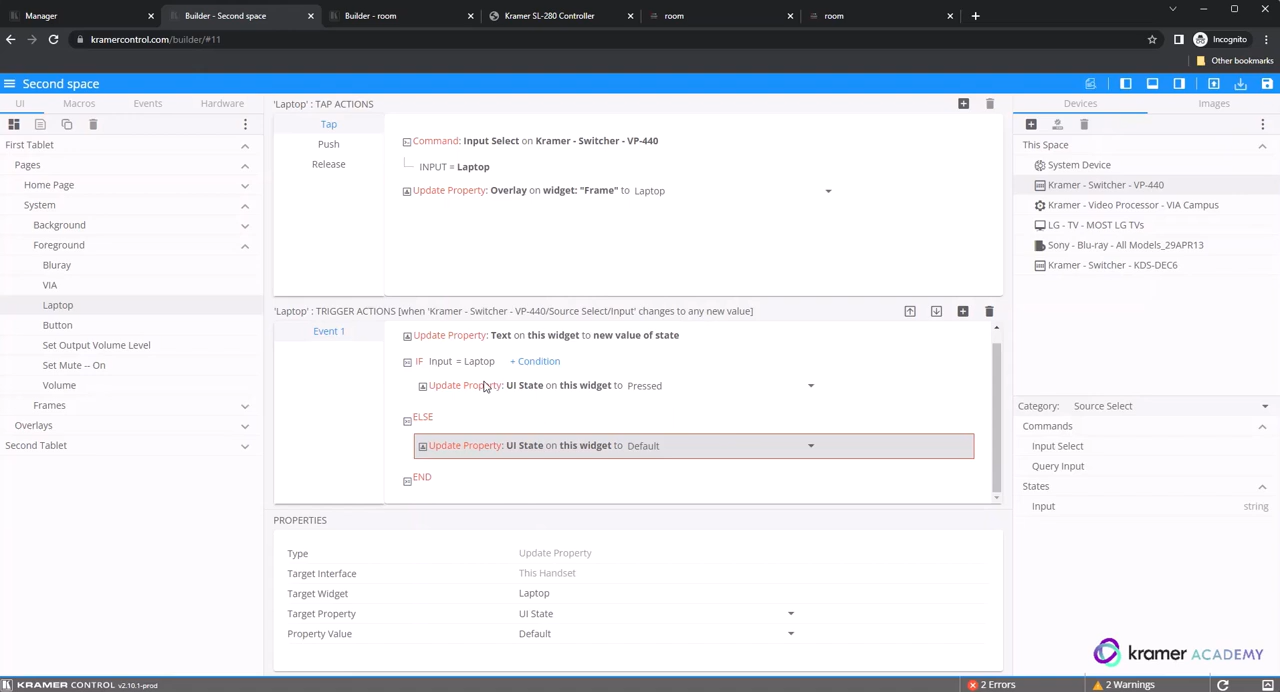 Manager
Builder - Second space
Builder - room
Kramer SL-280 Controller
room
room
kramercontrol.com/builder/#11
Incognito
Other bookmarks
Second space
UI Macros Events Hardware
First Tablet
Pages
Home Page
System
Background
Foreground
Bluray
VIA
Laptop
Button
Set Output Volume Level
Set Mute -- On
Volume
Frames
Overlays
Second Tablet
'Laptop' : TAP ACTIONS
Tap
Push
Release
Command: Input Select on Kramer - Switcher - VP-440
INPUT = Laptop
Update Property: Overlay on widget: "Frame" to Laptop
'Laptop' : TRIGGER ACTIONS [when 'Kramer - Switcher - VP-440/Source Select/Input' changes to any new value]
Event 1
Update Property: Text on this widget to new value of state
IF Input = Laptop + Condition
Update Property: UI State on this widget to Pressed
ELSE
Update Property: UI State on this widget to Default
END
PROPERTIES
Type Update Property
Target Interface This Handset
Target Widget Laptop
Target Property UI State
Property Value Default
Devices Images
This Space
System Device
Kramer - Switcher - VP-440
Kramer - Video Processor - VIA Campus
LG - TV - MOST LG TVs
Sony - Blu-ray - All Models_29APR13
Kramer - Switcher - KDS-DEC6
Category: Source Select
Commands
Input Select
Query Input
States
Input string
kramer ACADEMY
KRAMER CONTROL v2.10.1-prod
2 Errors
2 Warnings